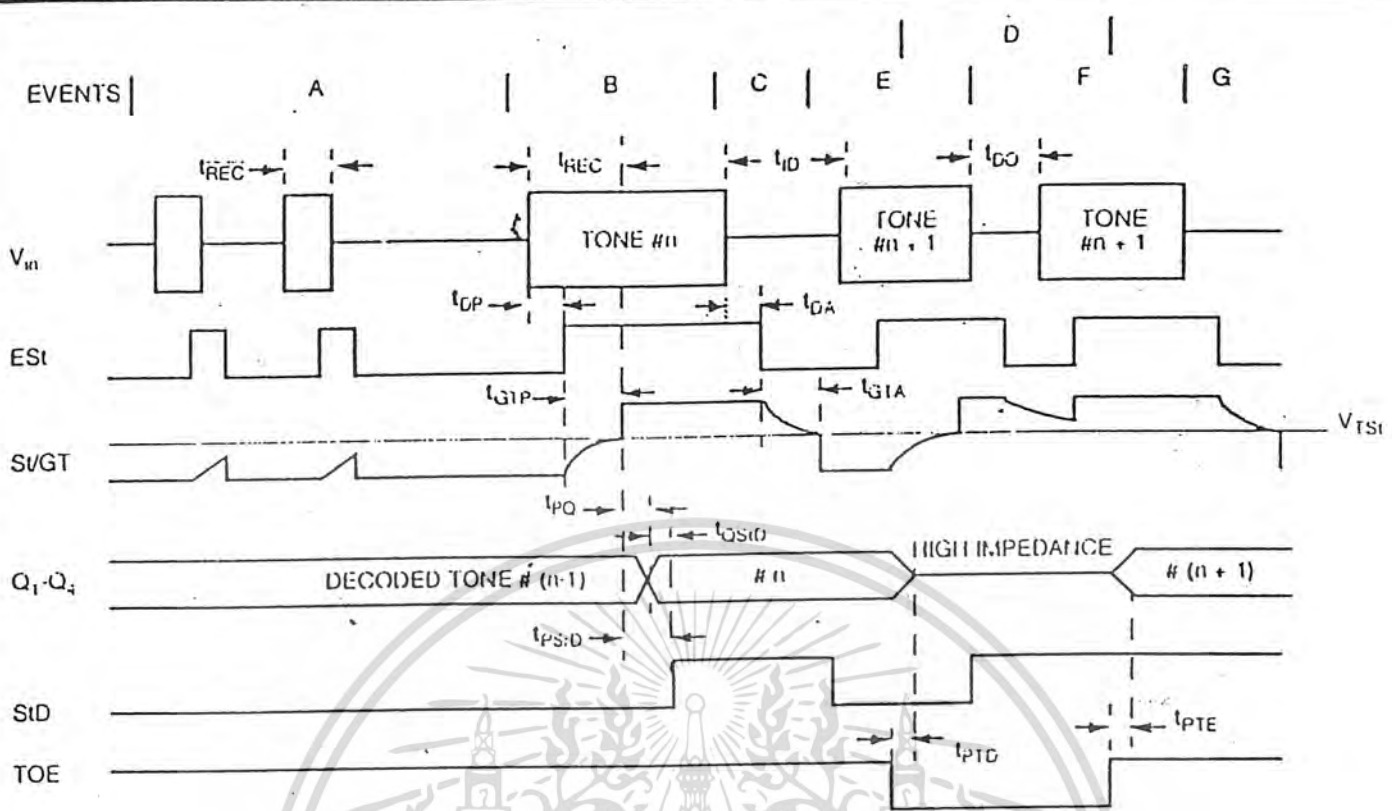 D
EVENTS A B C E F G
tREC tREC tID tDO
Vin
TONE #n
TONE
#n + 1
TONE
#n + 1
tDP tDA
ESt
tGTP tGTA
VTSt
St/GT
tPQ
tQStD
HIGH IMPEDANCE
Q1-Q4
DECODED TONE # (n-1)
# n
# (n + 1)
tPStD
StD
tPTE
tPTD
TOE